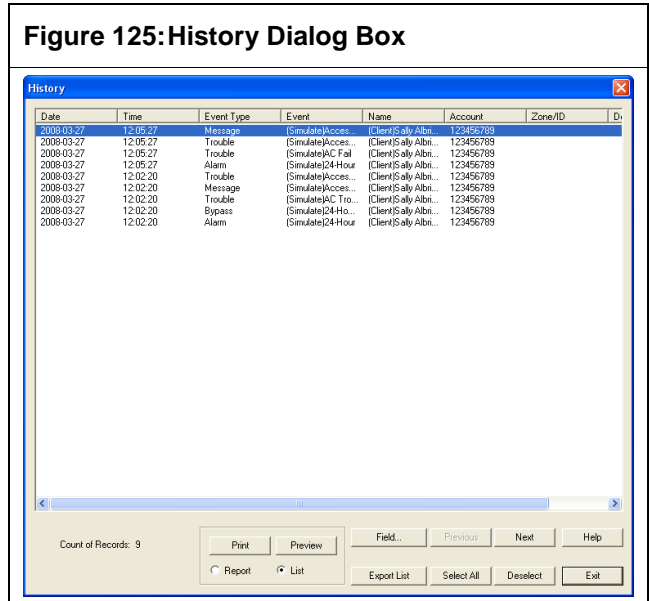 Figure 125: History Dialog Box
History
Date Time Event Type Event Name Account Zone/ID
2008-03-27 12:05:27 Message (Simulate)Acces... (Client)Sally Albri... 123456789
2008-03-27 12:05:27 Trouble (Simulate)Acces... (Client)Sally Albri... 123456789
2008-03-27 12:05:27 Trouble (Simulate)AC Fail (Client)Sally Albri... 123456789
2008-03-27 12:05:27 Alarm (Simulate)24-Hour (Client)Sally Albri... 123456789
2008-03-27 12:02:20 Trouble (Simulate)Acces... (Client)Sally Albri... 123456789
2008-03-27 12:02:20 Message (Simulate)Acces... (Client)Sally Albri... 123456789
2008-03-27 12:02:20 Trouble (Simulate)AC Tro... (Client)Sally Albri... 123456789
2008-03-27 12:02:20 Bypass (Simulate)24-Ho... (Client)Sally Albri... 123456789
2008-03-27 12:02:20 Alarm (Simulate)24-Hour (Client)Sally Albri... 123456789
Count of Records: 9
Print Preview
Report List
Field... Previous Next Help
Export List Select All Deselect Exit